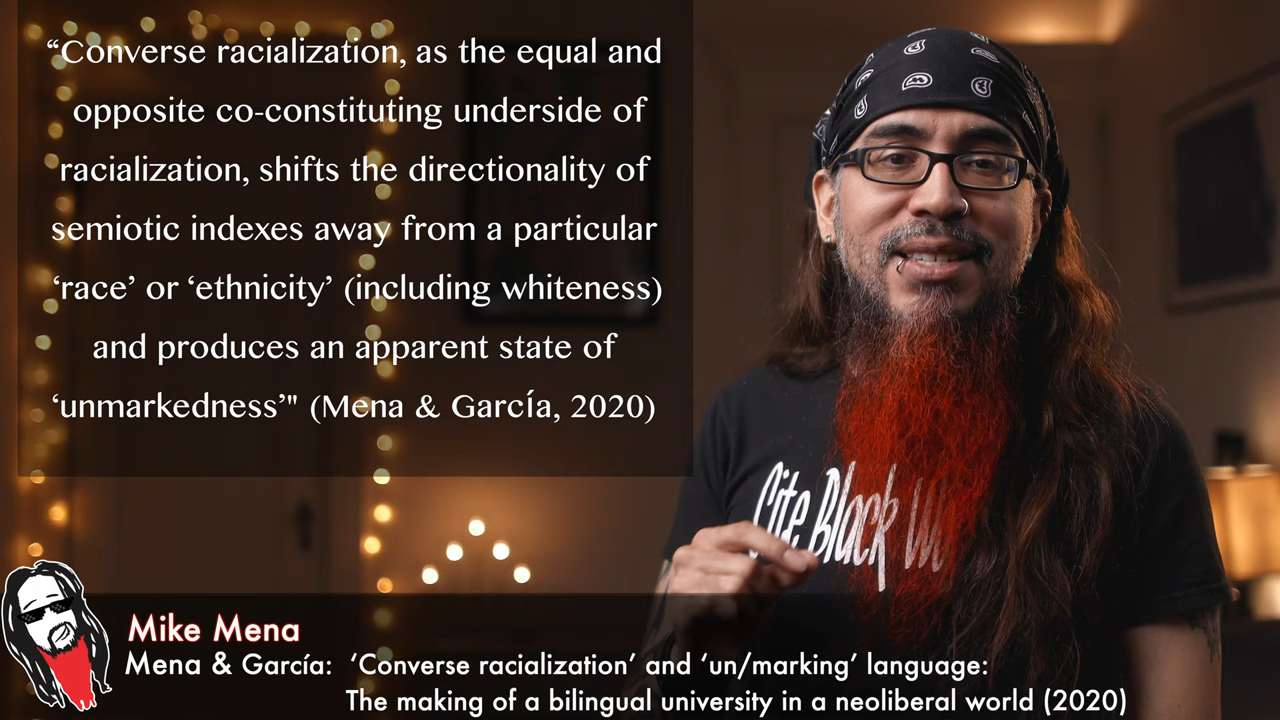 “Converse racialization, as the equal and
opposite co-constituting underside of
racialization, shifts the directionality of
semiotic indexes away from a particular
‘race’ or ‘ethnicity’ (including whiteness)
and produces an apparent state of
‘unmarkedness’" (Mena & García, 2020)
Cite Black
Mike Mena
Mena & García: ‘Converse racialization’ and ‘un/marking’ language:
The making of a bilingual university in a neoliberal world (2020)